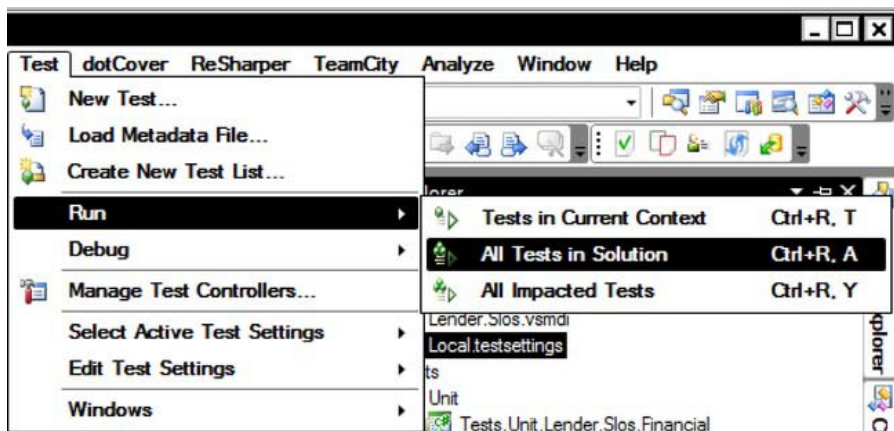 Test dotCover ReSharper TeamCity Analyze Window Help
New Test...
Load Metadata File...
Create New Test List...
lorer
Run
Tests in Current Context Ctrl+R, T
Debug
All Tests in Solution Ctrl+R, A
Manage Test Controllers...
All Impacted Tests Ctrl+R, Y
Lender.Slos.vsmdi
Select Active Test Settings
Local.testsettings
xplorer
Edit Test Settings
ts
Unit
Windows
Tests.Unit.Lender.Slos.Financial